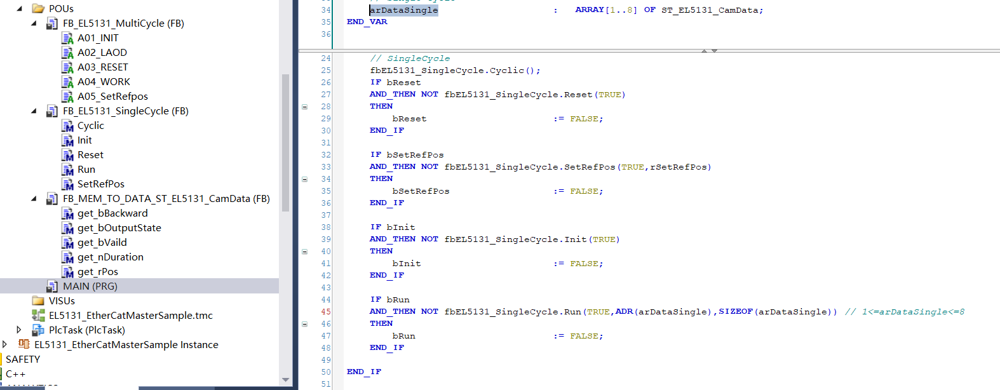 POUs
FB_EL5131_MultiCycle (FB)
A01_INIT
A02_LAOD
A03_RESET
A04_WORK
A05_SetRefpos
FB_EL5131_SingleCycle (FB)
Cyclic
Init
Reset
Run
SetRefPos
FB_MEM_TO_DATA_ST_EL5131_CamData (FB)
get_bBackward
get_bOutputState
get_bVaild
get_nDuration
get_rPos
MAIN (PRG)
VISUs
EL5131_EtherCatMasterSample.tmc
PlcTask (PlcTask)
EL5131_EtherCatMasterSample Instance
SAFETY
C++
34 arDataSingle : ARRAY[1..8] OF ST_EL5131_CamData;
35 END_VAR
36
24 // SingleCycle
25 fbEL5131_SingleCycle.Cyclic();
26 IF bReset
27 AND_THEN NOT fbEL5131_SingleCycle.Reset(TRUE)
28 THEN
29 bReset := FALSE;
30 END_IF
31
32 IF bSetRefPos
33 AND_THEN NOT fbEL5131_SingleCycle.SetRefPos(TRUE,rSetRefPos)
34 THEN
35 bSetRefPos := FALSE;
36 END_IF
37
38 IF bInit
39 AND_THEN NOT fbEL5131_SingleCycle.Init(TRUE)
40 THEN
41 bInit := FALSE;
42 END_IF
43
44 IF bRun
45 AND_THEN NOT fbEL5131_SingleCycle.Run(TRUE,ADR(arDataSingle),SIZEOF(arDataSingle)) // 1<=arDataSingle<=8
46 THEN
47 bRun := FALSE;
48 END_IF
49
50 END_IF
51